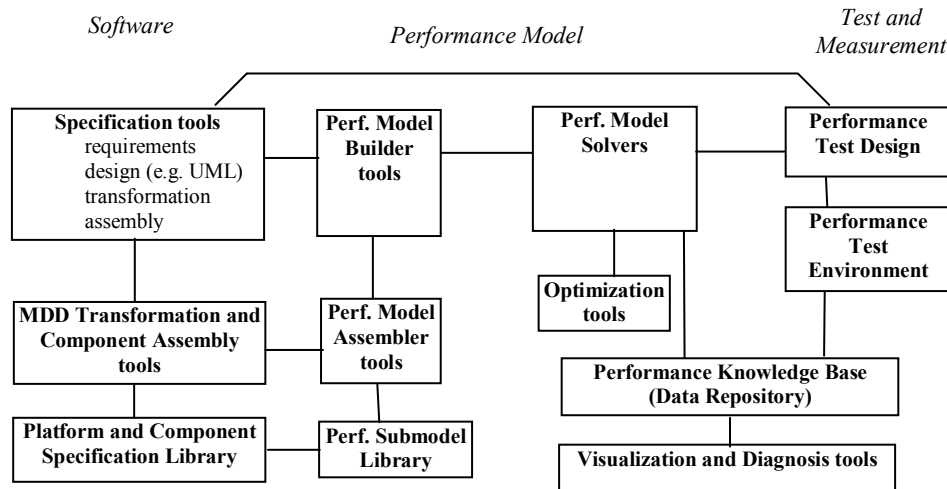 Software
Performance Model
Test and
Measurement
Specification tools
requirements
design (e.g. UML)
transformation
assembly
Perf. Model
Builder
tools
Perf. Model
Solvers
Performance
Test Design
Performance
Test
Environment
Optimization
tools
MDD Transformation and
Component Assembly
tools
Perf. Model
Assembler
tools
Performance Knowledge Base
(Data Repository)
Platform and Component
Specification Library
Perf. Submodel
Library
Visualization and Diagnosis tools